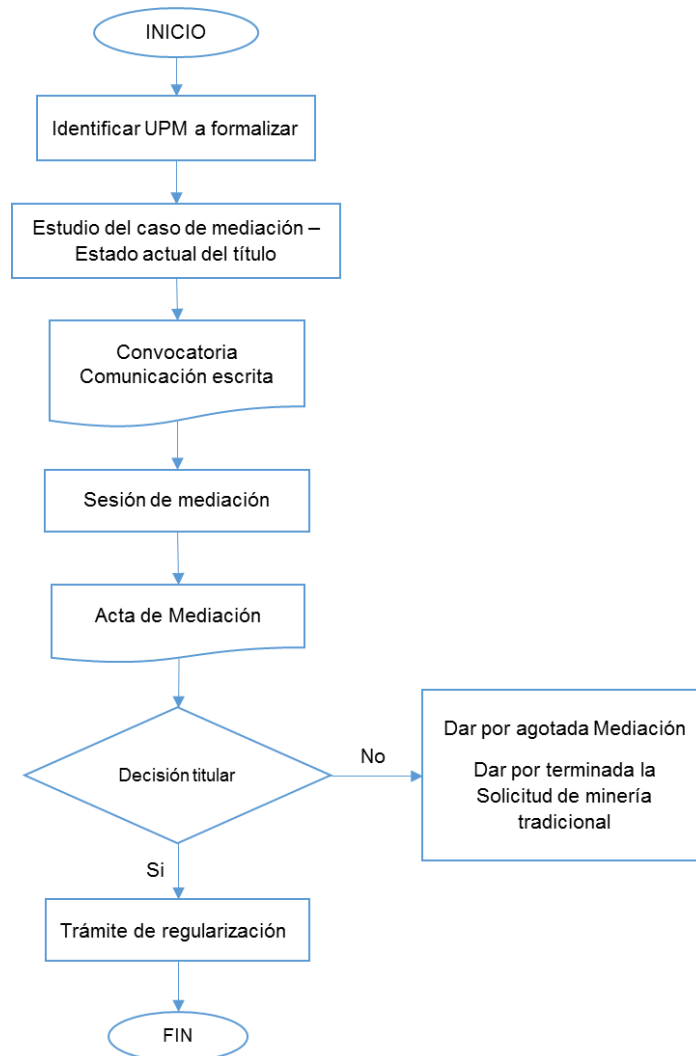 INICIO
Identificar UPM a formalizar
Estudio del caso de mediación –
Estado actual del título
Convocatoria
Comunicación escrita
Sesión de mediación
Acta de Mediación
Decisión titular
No
Dar por agotada Mediación
Dar por terminada la
Solicitud de minería
tradicional
Si
Trámite de regularización
FIN